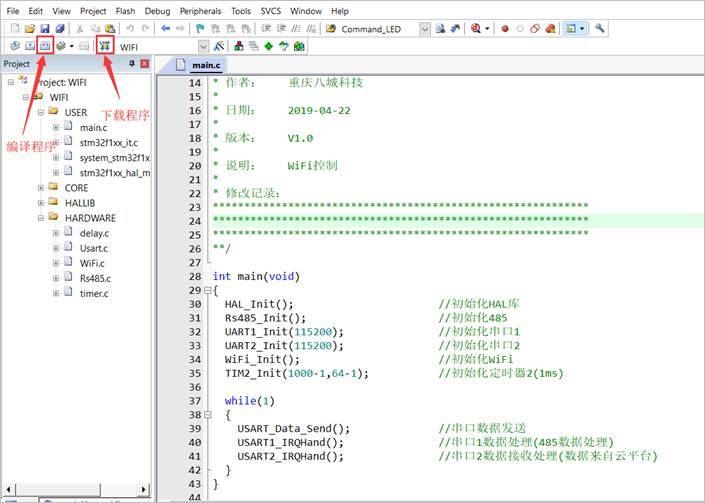 File Edit View Project Flash Debug Peripherals Tools SVCS Window Help
Command_LED
LOAD WIFI
Project
main.c
Project: WIFI
WIFI
USER
main.c
stm32f1xx_it.c
system_stm32f1x
stm32f1xx_hal_m
CORE
HALLIB
HARDWARE
delay.c
Usart.c
WiFi.c
Rs485.c
timer.c
编译程序
下载程序
14 * 作者: 重庆八城科技
15 *
16 * 日期: 2019-04-22
17 *
18 * 版本: V1.0
19 *
20 * 说明: WiFi控制
21 *
22 * 修改记录:
23 ************************************************************
24 ************************************************************
25 ************************************************************
26 **/
27
28 int main(void)
29 {
30 HAL_Init(); //初始化HAL库
31 Rs485_Init(); //初始化485
32 UART1_Init(115200); //初始化串口1
33 UART2_Init(115200); //初始化串口2
34 WiFi_Init(); //初始化WiFi
35 TIM2_Init(1000-1,64-1); //初始化定时器2(1ms)
36
37 while(1)
38 {
39 USART_Data_Send(); //串口数据发送
40 USART1_IRQHand(); //串口1数据处理(485数据处理)
41 USART2_IRQHand(); //串口2数据接收处理(数据来自云平台)
42 }
43 }
44